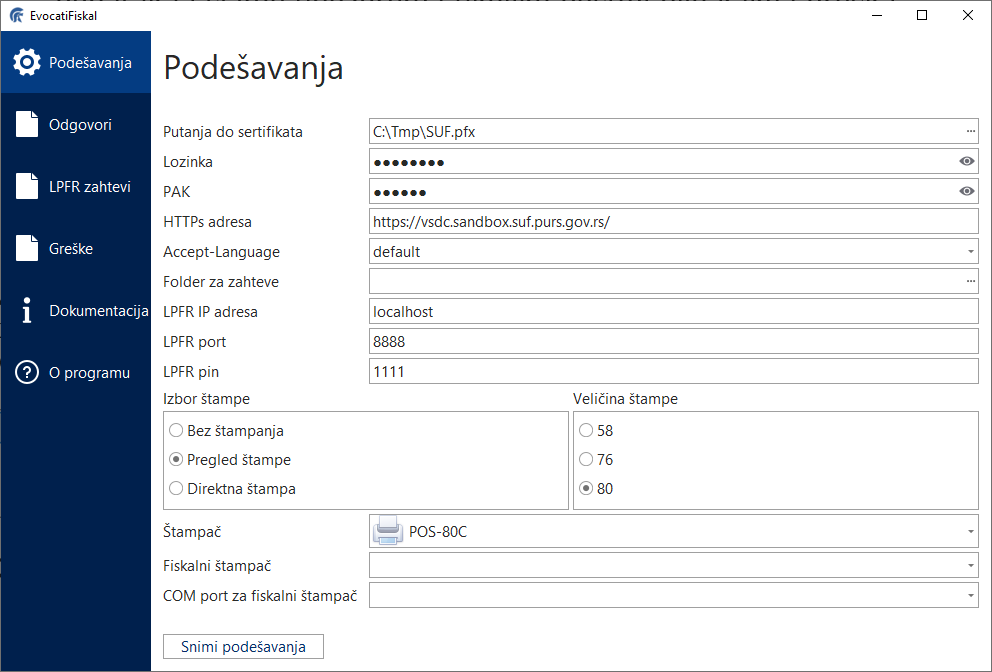 EvocatiFiskal
Podešavanja
Odgovori
LPFR zahtevi
Greške
Dokumentacija
O programu
Podešavanja
Putanja do sertifikata C:\Tmp\SUF.pfx ...
Lozinka ●●●●●●●●
PAK ●●●●●●
HTTPs adresa https://vsdc.sandbox.suf.purs.gov.rs/
Accept-Language default
Folder za zahteve ...
LPFR IP adresa localhost
LPFR port 8888
LPFR pin 1111
Izbor štampe
Bez štampanja
Pregled štampe
Direktna štampa
Veličina štampe
58
76
80
Štampač POS-80C
Fiskalni štampač
COM port za fiskalni štampač
Snimi podešavanja